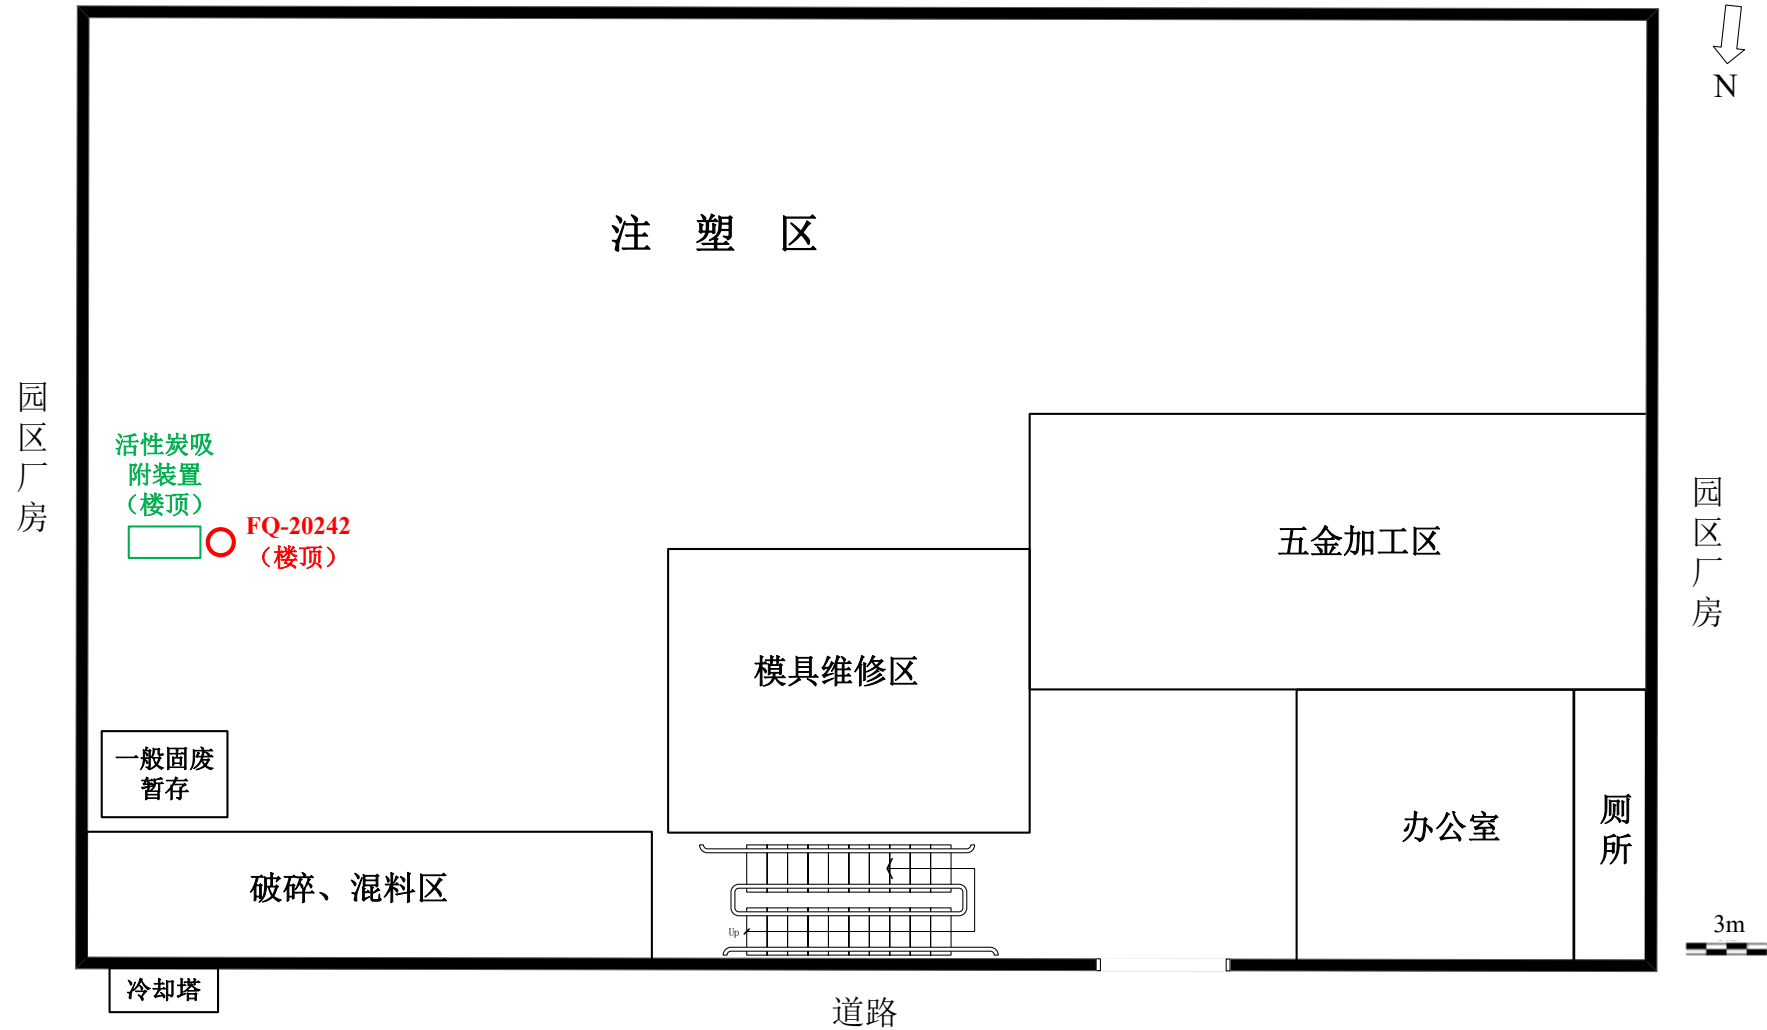 N
注 塑 区
园区厂房
活性炭吸
附装置
（楼顶）
FQ-20242
（楼顶）
五金加工区
园区厂房
模具维修区
一般固废
暂存
办公室
厕所
破碎、混料区
Up
3m
冷却塔
道路